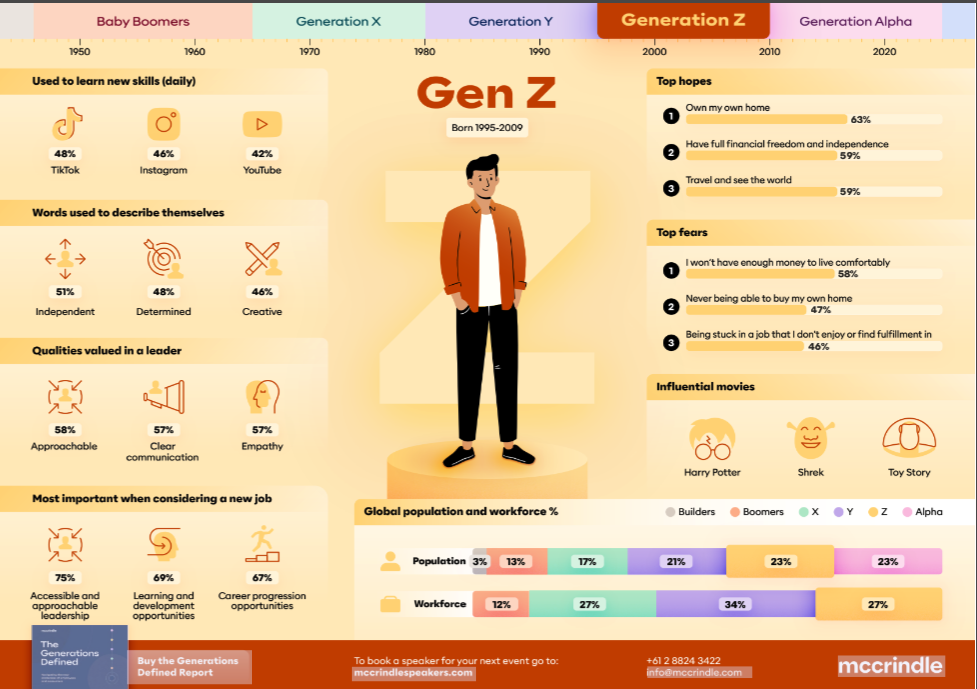 Baby Boomers
Generation X
Generation Y
Generation Z
Generation Alpha
1950
1960
1970
1980
1990
2000
2010
2020
Used to learn new skills (daily)
48%
TikTok
46%
Instagram
42%
YouTube
Words used to describe themselves
51%
Independent
48%
Determined
46%
Creative
Qualities valued in a leader
58%
Approachable
57%
Clear
communication
57%
Empathy
Most important when considering a new job
75%
Accessible and
approachable
leadership
69%
Learning and
development
opportunities
67%
Career progression
opportunities
Gen Z
Born 1995-2009
Top hopes
1
Own my own home
63%
2
Have full financial freedom and independence
59%
3
Travel and see the world
59%
Top fears
1
I won't have enough money to live comfortably
58%
2
Never being able to buy my own home
47%
3
Being stuck in a job that I don't enjoy or find fulfillment in
46%
Influential movies
Harry Potter
Shrek
Toy Story
Global population and workforce %
Builders
Boomers
X
Y
Z
Alpha
Population
3%
13%
17%
21%
23%
23%
Workforce
12%
27%
34%
27%
mccrindle
The
Generations
Defined
Buy the Generations
Defined Report
To book a speaker for your next event go to:
mccrindlespeakers.com
+61 2 8824 3422
info@mccrindle.com
mccrindle